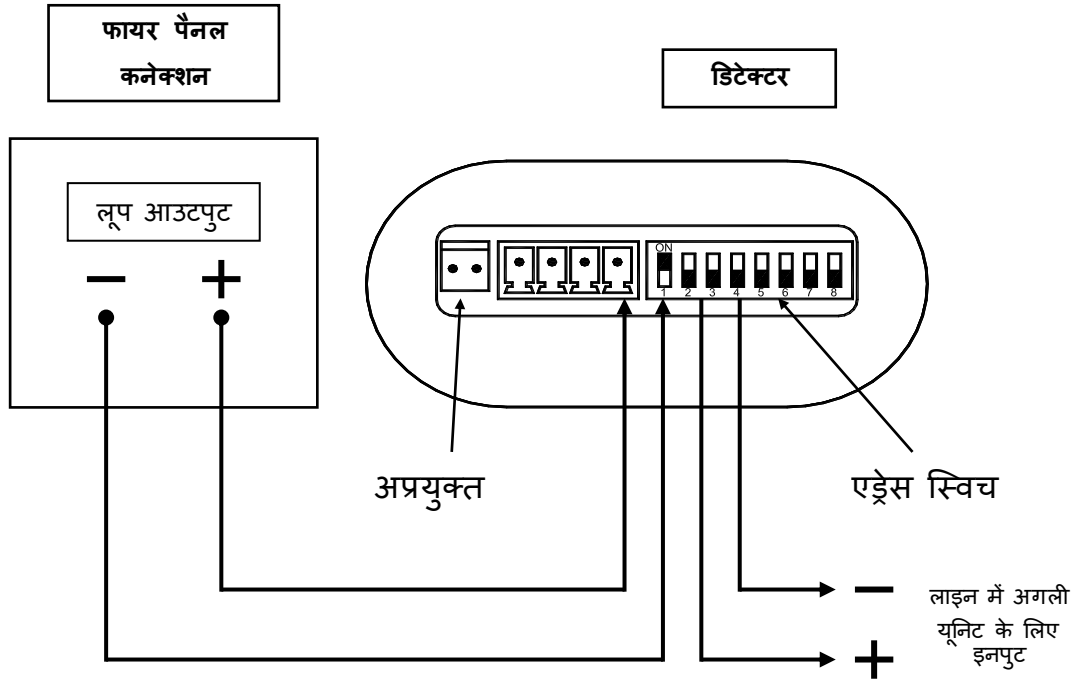 फायर पैनल
कनेक्शन
डिटेक्टर
लूप आउटपुट
− +
ON
1 2 3 4 5 6 7 8
अप्रयुक्त
एड्रेस स्विच
− लाइन में अगली
यूनिट के लिए
+ इनपुट